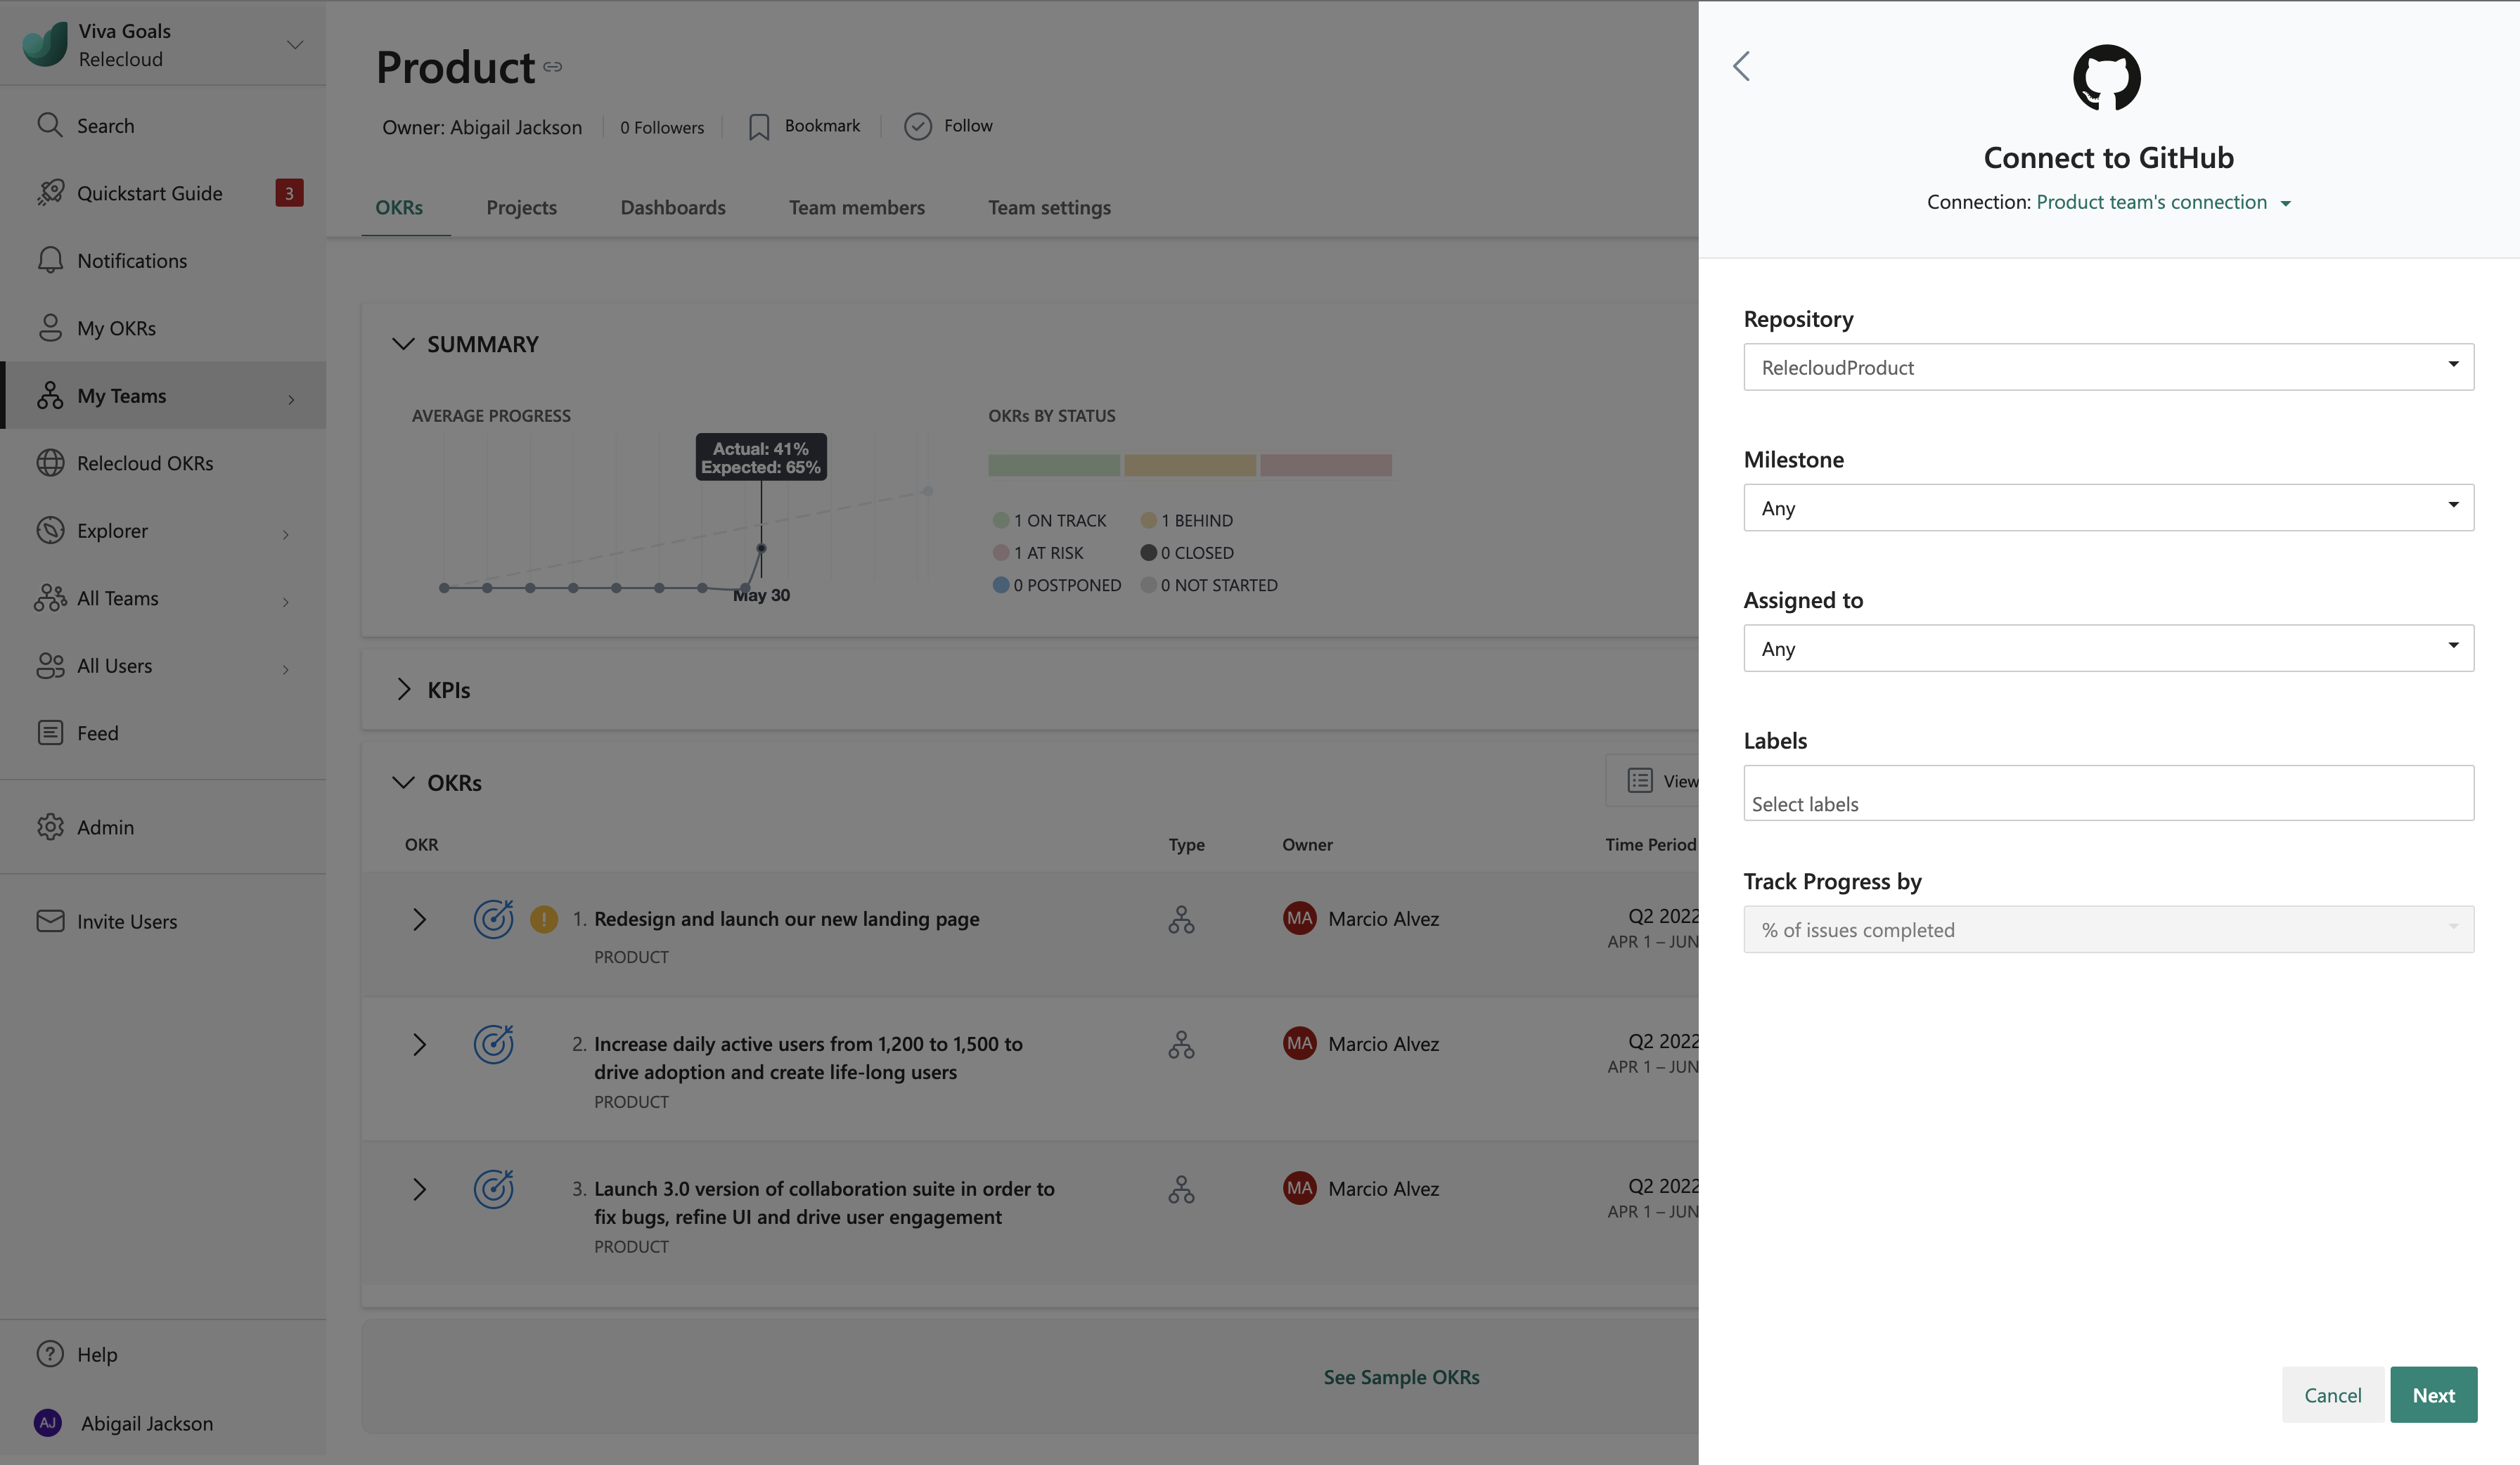 Viva Goals
Relecloud
Search
Quickstart Guide 3
Notifications
My OKRs
My Teams
Relecloud OKRs
Explorer
All Teams
All Users
Feed
Admin
Invite Users
Help
AJ Abigail Jackson
Product
Owner: Abigail Jackson 0 Followers Bookmark Follow
OKRs Projects Dashboards Team members Team settings
SUMMARY
AVERAGE PROGRESS
Actual: 41%
Expected: 65%
May 30
OKRs BY STATUS
1 ON TRACK 1 BEHIND
1 AT RISK 0 CLOSED
0 POSTPONED 0 NOT STARTED
KPIs
OKRs View
OKR Type Owner Time Period
! 1. Redesign and launch our new landing page MA Marcio Alvez Q2 2022
PRODUCT APR 1 – JUN
2. Increase daily active users from 1,200 to 1,500 to MA Marcio Alvez Q2 2022
drive adoption and create life-long users APR 1 – JUN
PRODUCT
3. Launch 3.0 version of collaboration suite in order to MA Marcio Alvez Q2 2022
fix bugs, refine UI and drive user engagement APR 1 – JUN
PRODUCT
See Sample OKRs
Connect to GitHub
Connection: Product team's connection
Repository
RelecloudProduct
Milestone
Any
Assigned to
Any
Labels
Select labels
Track Progress by
% of issues completed
Cancel Next